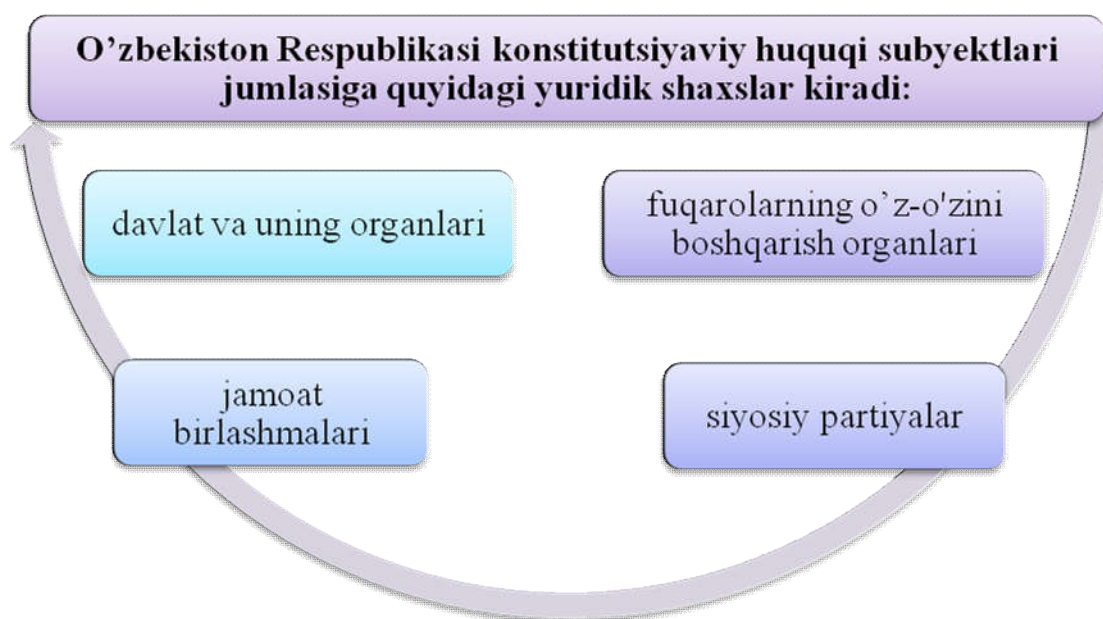 O’zbekiston Respublikasi konstitutsiyaviy huquqi subyektlari
jumlasiga quyidagi yuridik shaxslar kiradi:
davlat va uning organlari
fuqarolarning o’z-o'zini
boshqarish organlari
jamoat
birlashmalari
siyosiy partiyalar